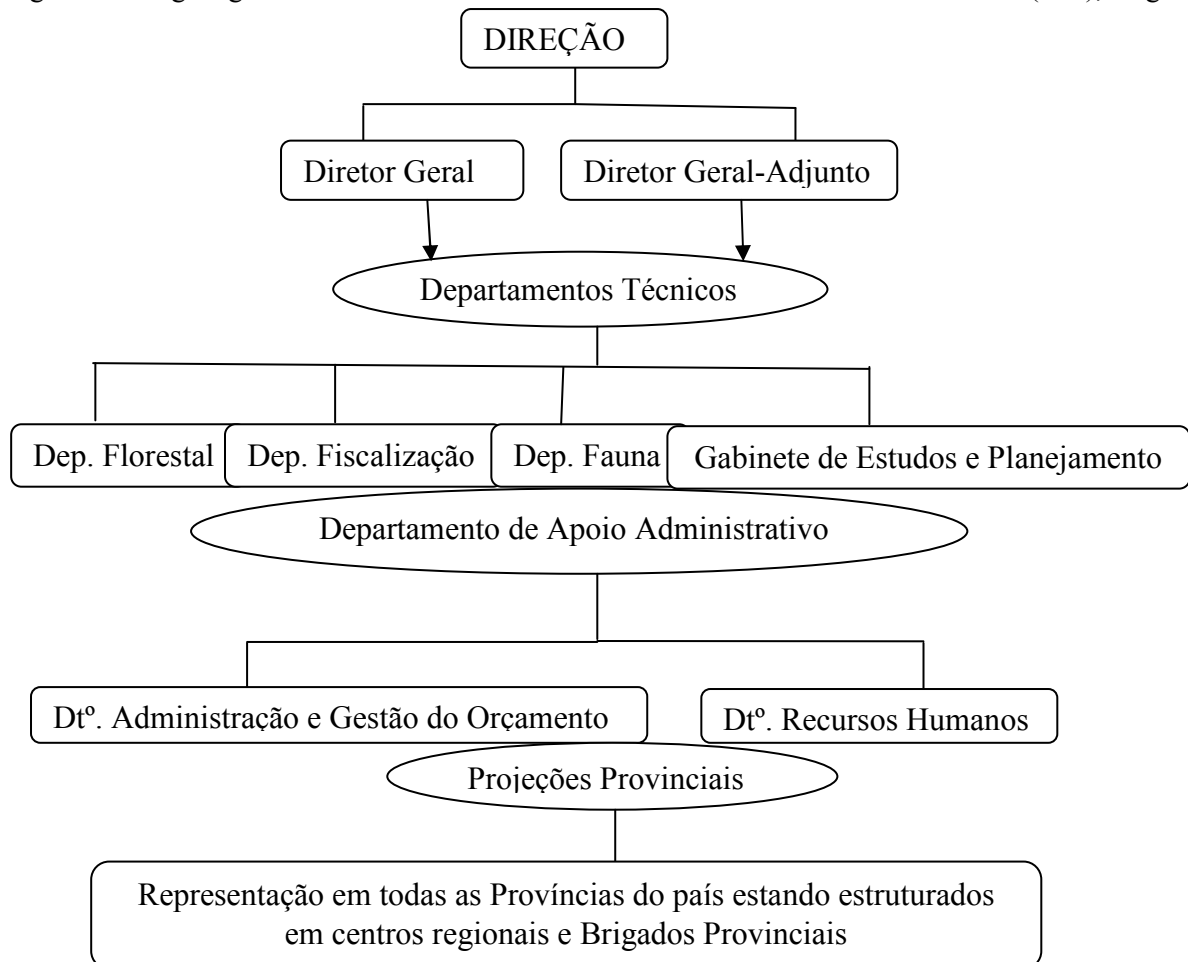 DIREÇÃO
Diretor Geral
Diretor Geral-Adjunto
Departamentos Técnicos
Dep. Florestal
Dep. Fiscalização
Dep. Fauna
Gabinete de Estudos e Planejamento
Departamento de Apoio Administrativo
Dtº. Administração e Gestão do Orçamento
Dtº. Recursos Humanos
Projeções Provinciais
Representação em todas as Províncias do país estando estruturados
em centros regionais e Brigados Provinciais